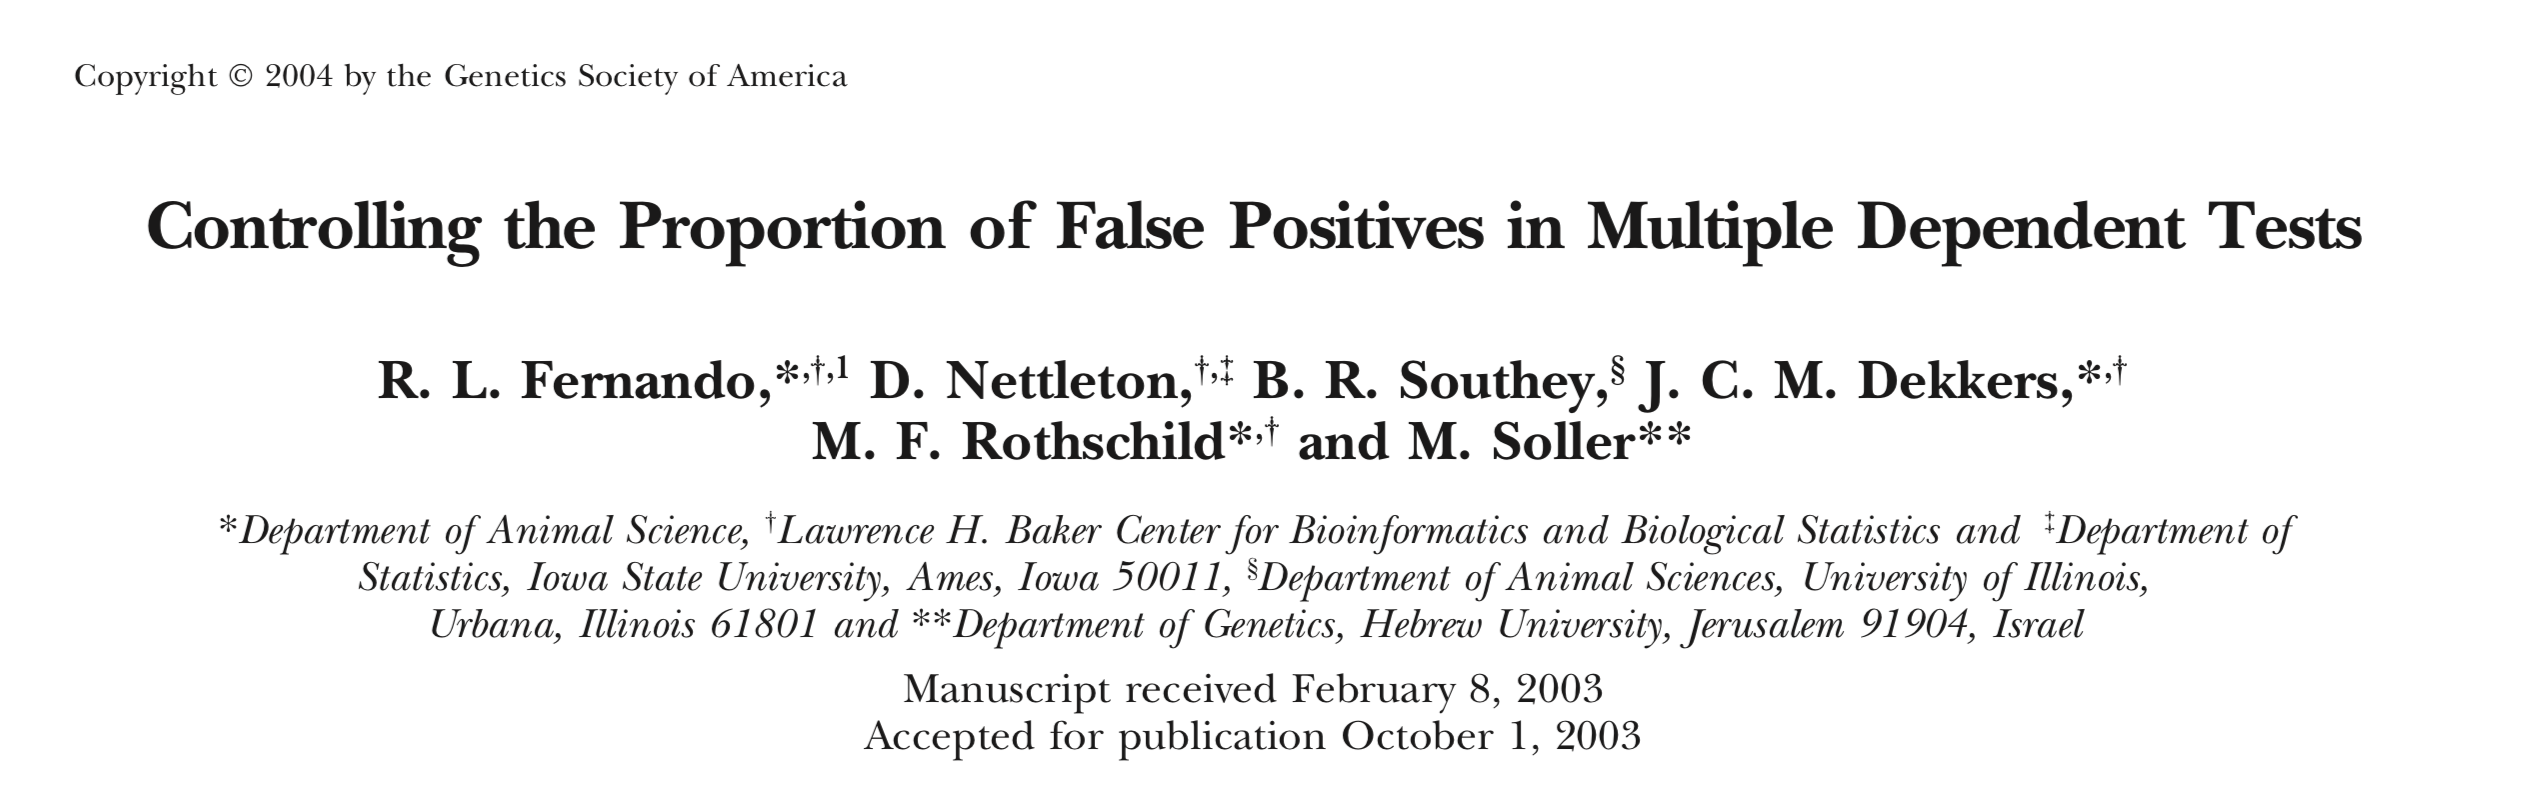 Copyright © 2004 by the Genetics Society of America
Controlling the Proportion of False Positives in Multiple Dependent Tests
R. L. Fernando,*,†,1 D. Nettleton,†,‡ B. R. Southey,§ J. C. M. Dekkers,*,†
M. F. Rothschild*,† and M. Soller**
*Department of Animal Science, †Lawrence H. Baker Center for Bioinformatics and Biological Statistics and ‡Department of
Statistics, Iowa State University, Ames, Iowa 50011, §Department of Animal Sciences, University of Illinois,
Urbana, Illinois 61801 and **Department of Genetics, Hebrew University, Jerusalem 91904, Israel
Manuscript received February 8, 2003
Accepted for publication October 1, 2003